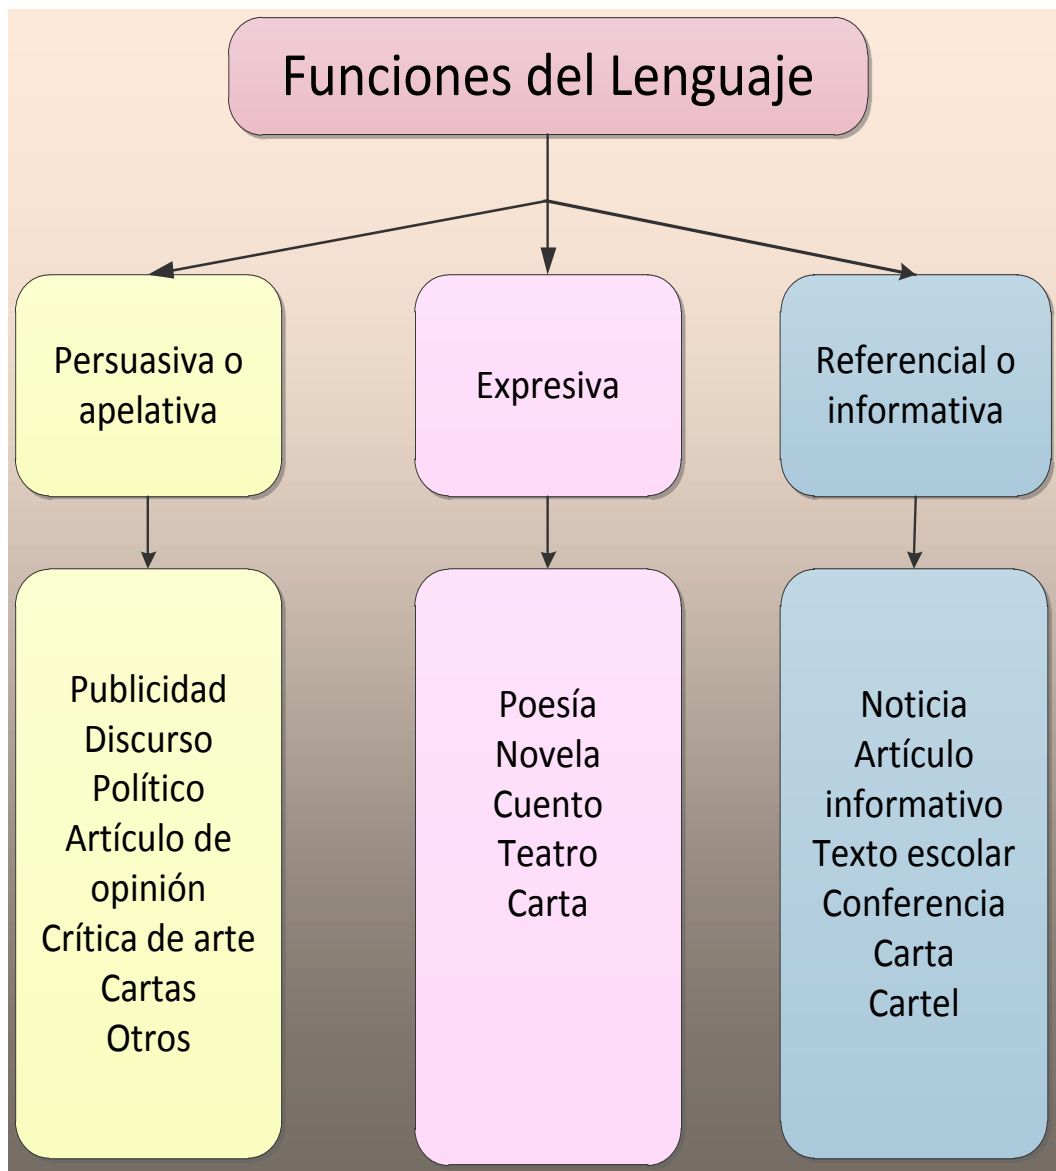 Funciones del Lenguaje
Persuasiva o
apelativa
Expresiva
Referencial o
informativa
Publicidad
Discurso
Político
Artículo de
opinión
Crítica de arte
Cartas
Otros
Poesía
Novela
Cuento
Teatro
Carta
Noticia
Artículo
informativo
Texto escolar
Conferencia
Carta
Cartel